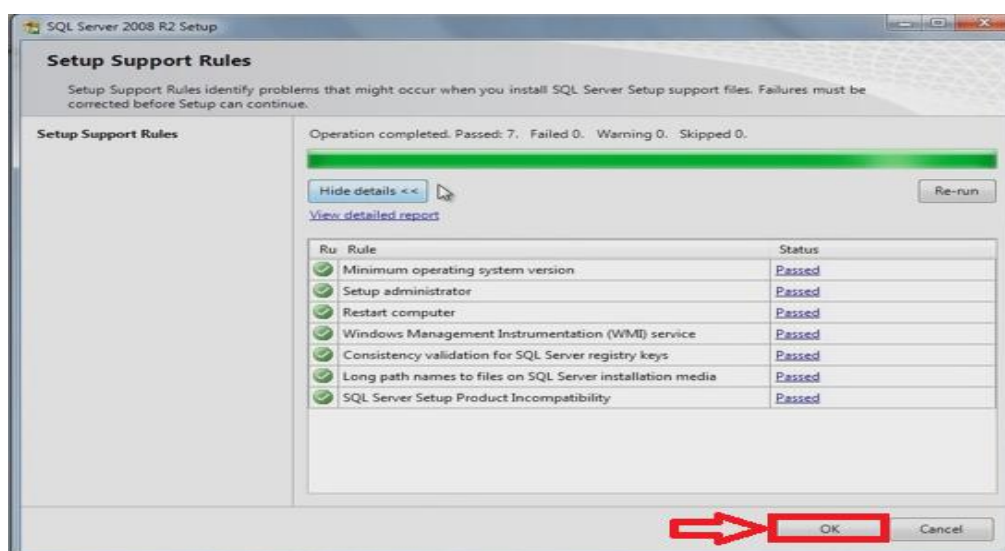 SQL Server 2008 R2 Setup
Setup Support Rules
Setup Support Rules identify problems that might occur when you install SQL Server Setup support files. Failures must be
corrected before Setup can continue.
Setup Support Rules
Operation completed. Passed: 7. Failed 0. Warning 0. Skipped 0.
Hide details <<
Re-run
View detailed report
Ru Rule Status
Minimum operating system version Passed
Setup administrator Passed
Restart computer Passed
Windows Management Instrumentation (WMI) service Passed
Consistency validation for SQL Server registry keys Passed
Long path names to files on SQL Server installation media Passed
SQL Server Setup Product Incompatibility Passed
OK Cancel